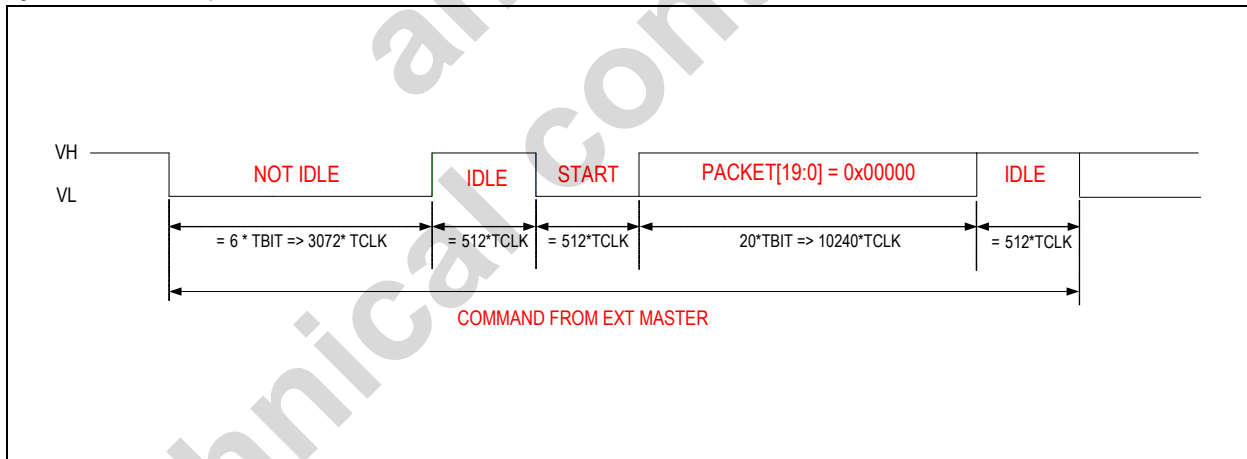 VH
VL
NOT IDLE
IDLE
START
PACKET[19:0] = 0x00000
IDLE
= 6 * TBIT => 3072* TCLK
= 512*TCLK
= 512*TCLK
20*TBIT => 10240*TCLK
= 512*TCLK
COMMAND FROM EXT MASTER